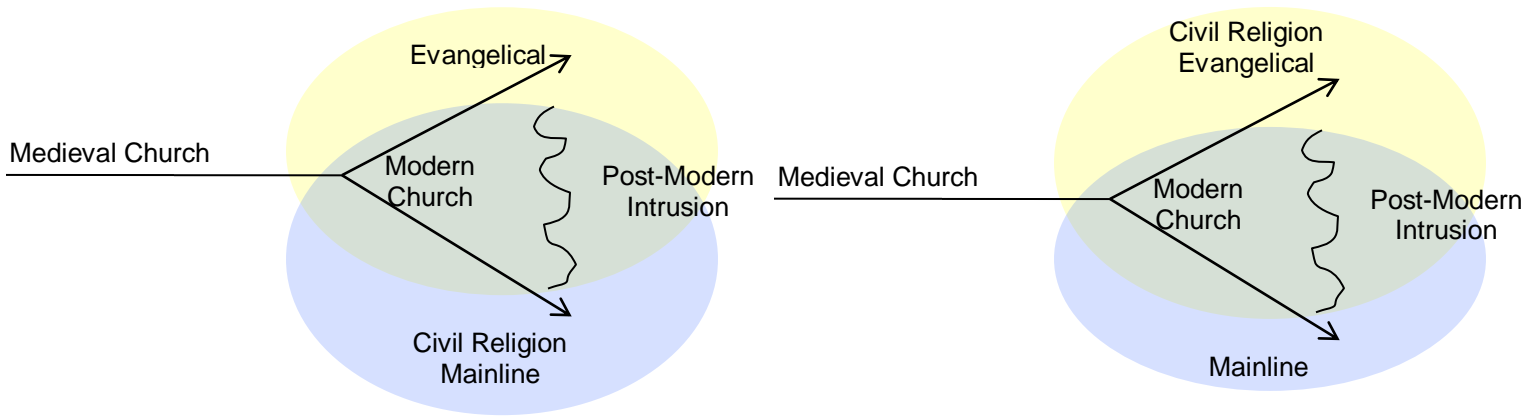 Evangelical
Medieval Church
Modern
Church
Post-Modern
Intrusion
Civil Religion
Mainline
Civil Religion
Evangelical
Medieval Church
Modern
Church
Post-Modern
Intrusion
Mainline